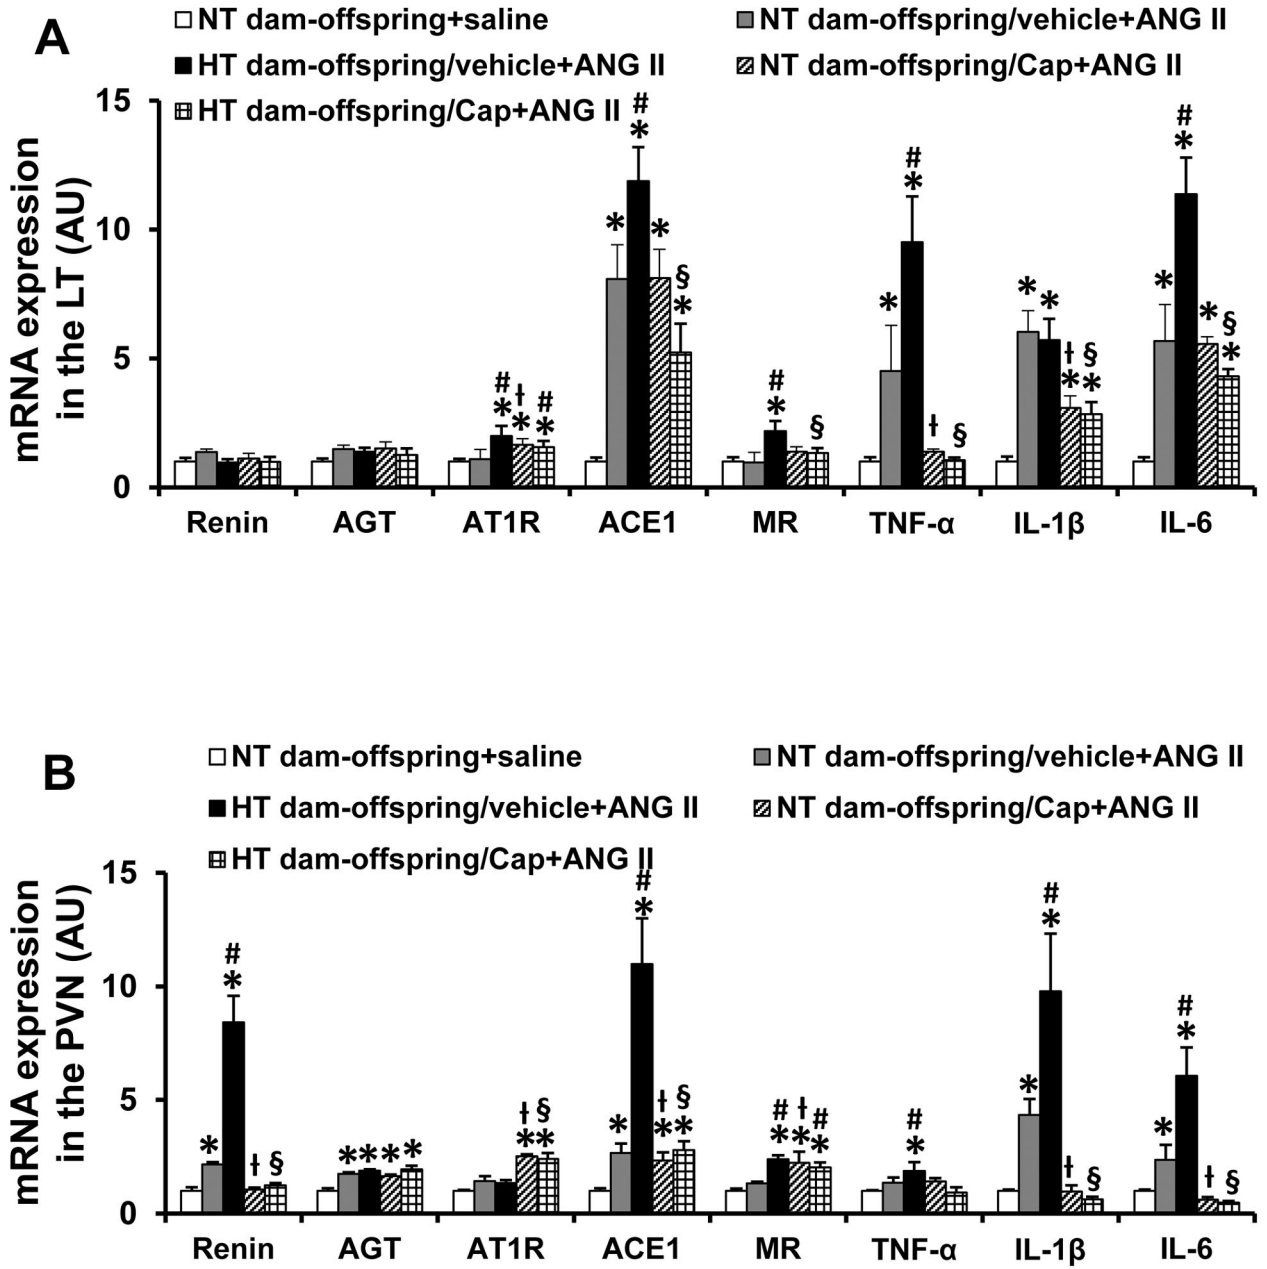 A
NT dam-offspring+saline
NT dam-offspring/vehicle+ANG II
HT dam-offspring/vehicle+ANG II
NT dam-offspring/Cap+ANG II
HT dam-offspring/Cap+ANG II
mRNA expression
in the LT (AU)
15
10
5
0
# *
* # * * § *
# * ƚ * # *
# * §
* # * ƚ §
* * ƚ * § *
* # * * § *
Renin AGT AT1R ACE1 MR TNF-α IL-1β IL-6
B
NT dam-offspring+saline
NT dam-offspring/vehicle+ANG II
HT dam-offspring/vehicle+ANG II
NT dam-offspring/Cap+ANG II
HT dam-offspring/Cap+ANG II
mRNA expression
in the PVN (AU)
15
10
5
0
* # * ƚ §
* * * *
ƚ * § *
* # * ƚ * § *
# * ƚ * # *
# *
* # * ƚ §
* # * ƚ §
Renin AGT AT1R ACE1 MR TNF-α IL-1β IL-6